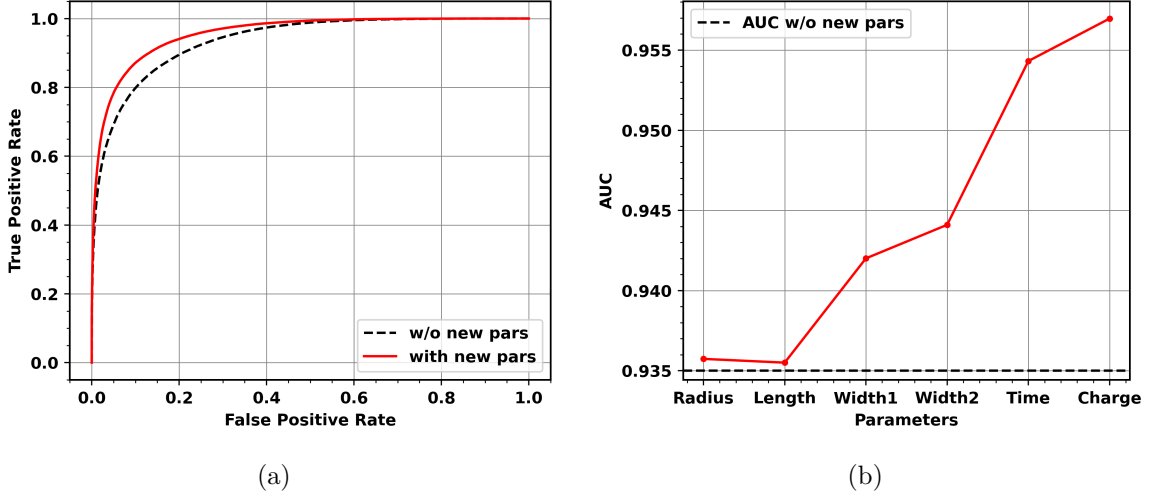 1.0
0.8
0.6
0.4
0.2
0.0
True Positive Rate
w/o new pars
with new pars
0.0 0.2 0.4 0.6 0.8 1.0
False Positive Rate
(a)
AUC w/o new pars
0.955
0.950
0.945
0.940
0.935
AUC
Radius Length Width1 Width2 Time Charge
Parameters
(b)